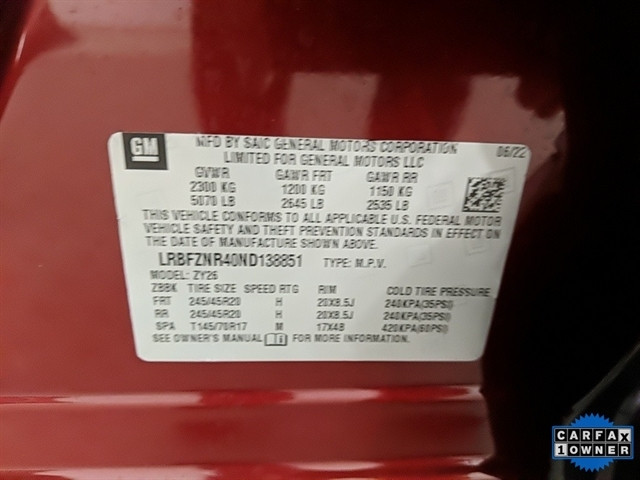 GM
MFD BY SAIC GENERAL MOTORS CORPORATION 06/22
LIMITED FOR GENERAL MOTORS LLC
GVWR GAWR FRT GAWR RR
2300 KG 1200 KG 1150 KG
5070 LB 2645 LB 2535 LB
THIS VEHICLE CONFORMS TO ALL APPLICABLE U.S. FEDERAL MOTOR
VEHICLE SAFETY AND THEFT PREVENTION STANDARDS IN EFFECT ON
THE DATE OF MANUFACTURE SHOWN ABOVE.
LRBFZNR40ND138851 TYPE: M.P.V.
MODEL: ZY26
ZBBK TIRE SIZE SPEED RTG RIM COLD TIRE PRESSURE
FRT 245/45R20 H 20X8.5J 240KPA(35PSI)
RR 245/45R20 H 20X8.5J 240KPA(35PSI)
SPA T145/70R17 M 17X4B 420KPA(60PSI)
SEE OWNER'S MANUAL FOR MORE INFORMATION.
CARFAX
1 OWNER